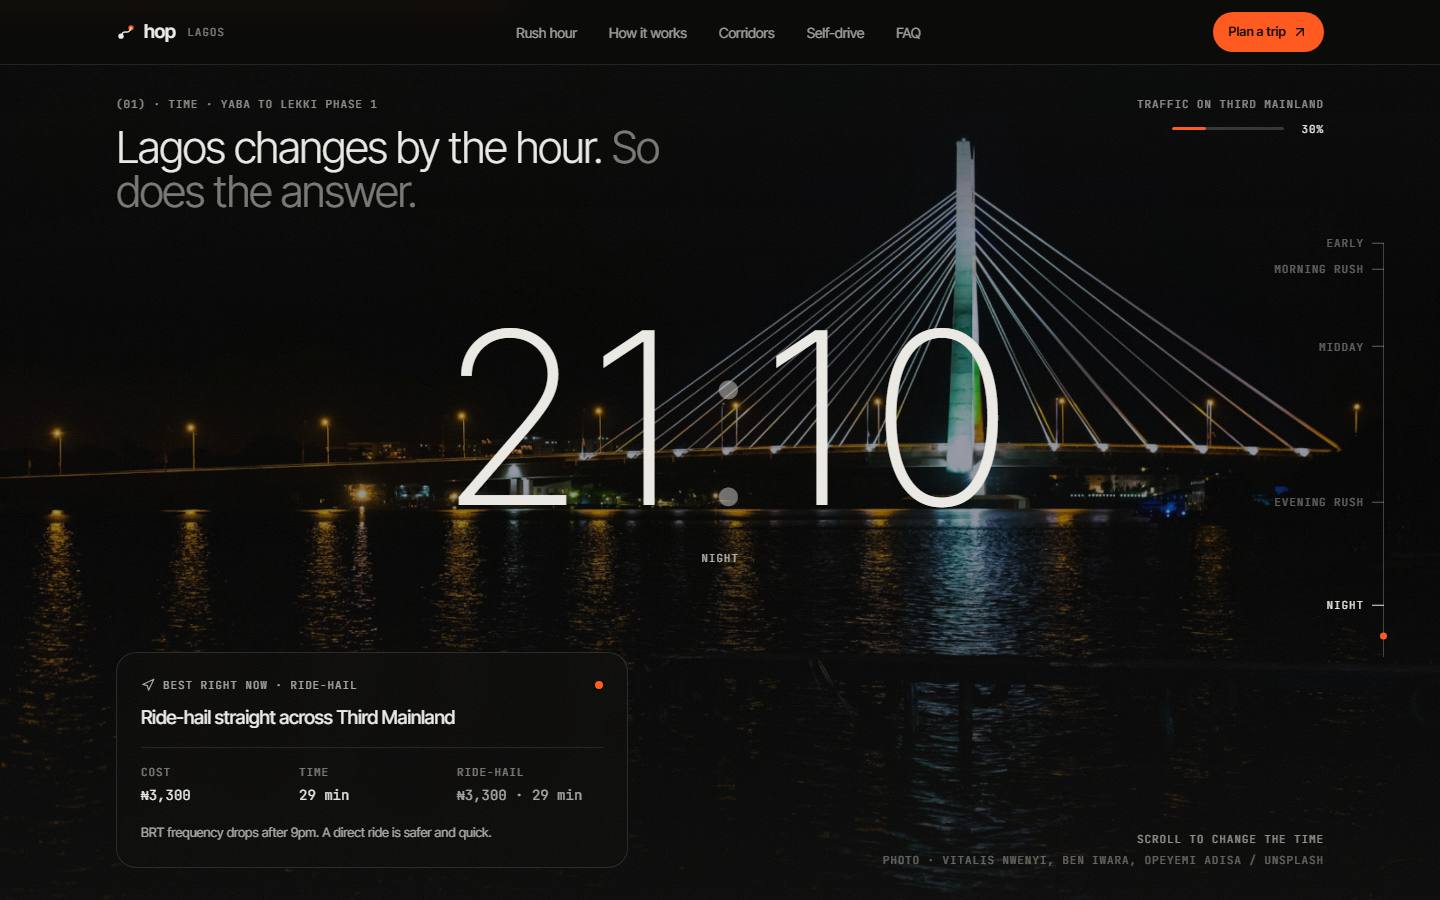 hop LAGOS
Rush hour
How it works
Corridors
Self-drive
FAQ
Plan a trip
(01) · TIME · YABA TO LEKKI PHASE 1
Lagos changes by the hour. So
does the answer.
TRAFFIC ON THIRD MAINLAND
30%
EARLY
MORNING RUSH
MIDDAY
EVENING RUSH
NIGHT
21:10
NIGHT
BEST RIGHT NOW · RIDE-HAIL
Ride-hail straight across Third Mainland
COST
TIME
RIDE-HAIL
₦3,300
29 min
₦3,300 · 29 min
BRT frequency drops after 9pm. A direct ride is safer and quick.
SCROLL TO CHANGE THE TIME
PHOTO · VITALIS NWENYI, BEN IWARA, OPEYEMI ADISA / UNSPLASH